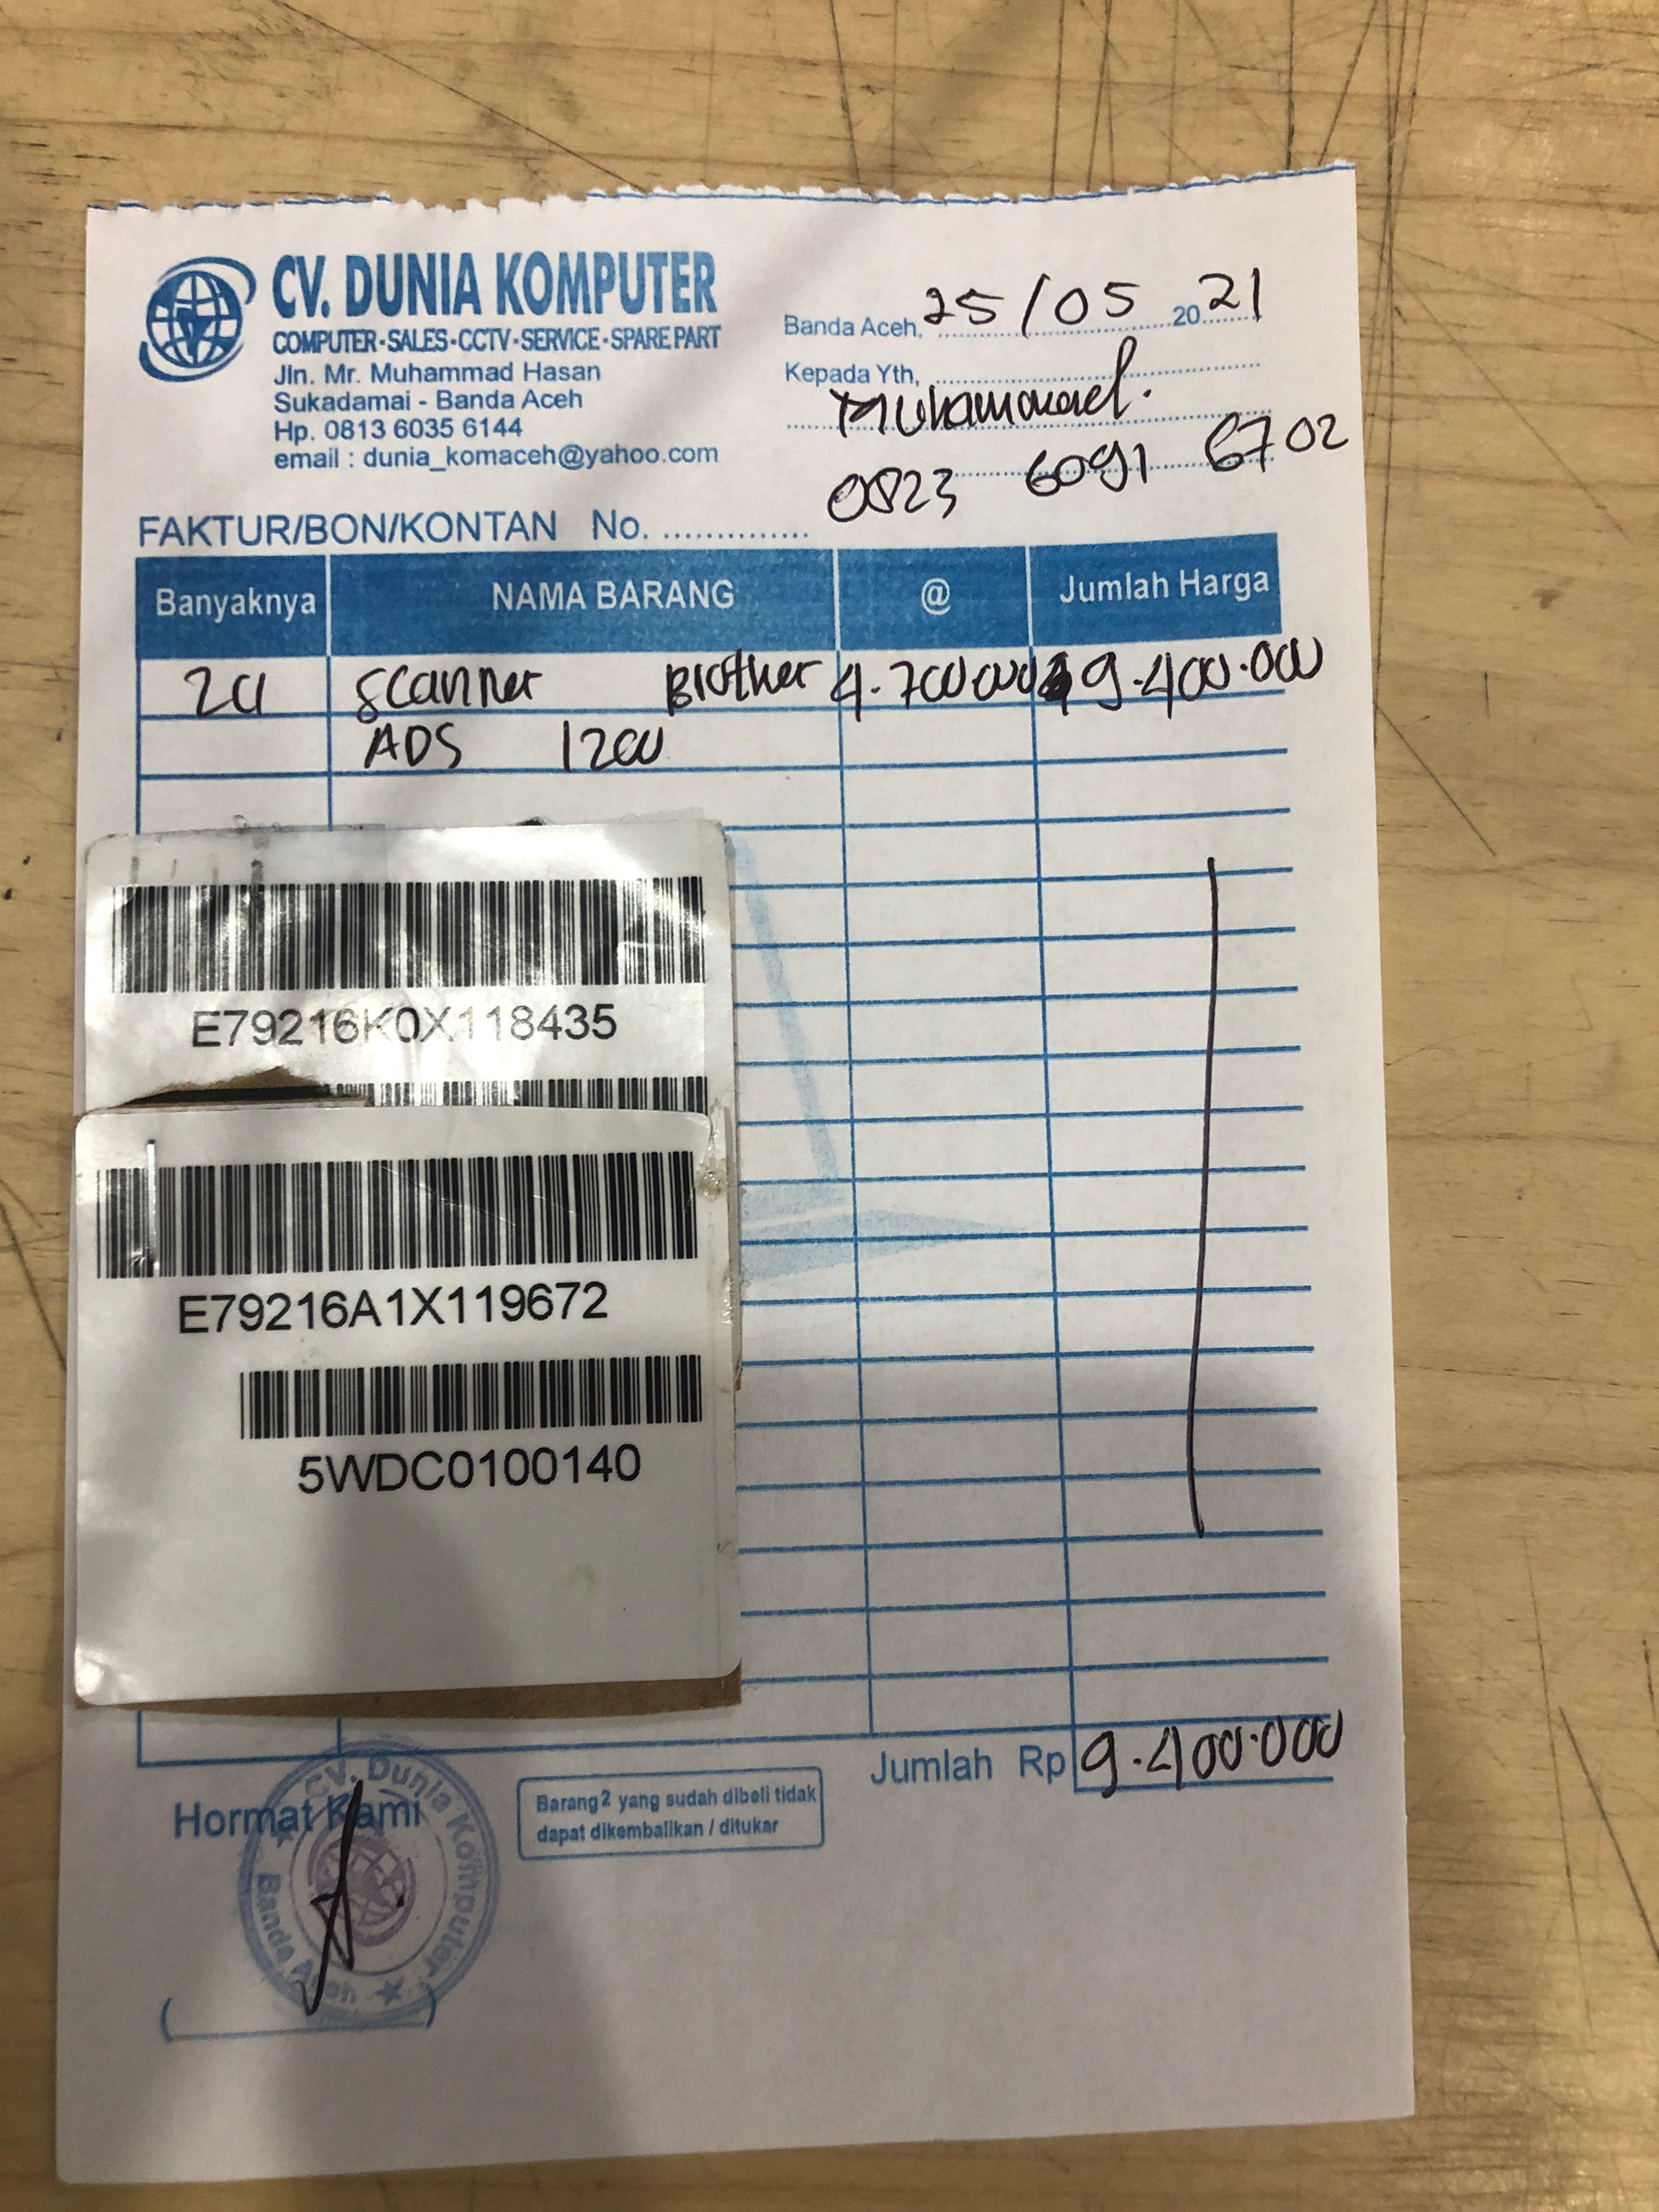 CV. DUNIA KOMPUTER
COMPUTER - SALES - CCTV - SERVICE - SPARE PART
Jln. Mr. Muhammad Hasan
Sukadamai - Banda Aceh
Hp. 0813 6035 6144
email : dunia_komaceh@yahoo.com
Banda Aceh, 25/05 2021
Kepada Yth,
Muhammad.
0823 6091 6702
FAKTUR/BON/KONTAN No.
Banyaknya NAMA BARANG @ Jumlah Harga
2 Scanner Brother 4.700.000 9.400.000
ADS 1200
E79216K0X118435
E79216A1X119672
5WDC0100140
Jumlah Rp 9.400.000
Hormat Kami
Barang2 yang sudah dibeli tidak
dapat dikembalikan / ditukar
CV. Dunia Komputer
Banda Aceh